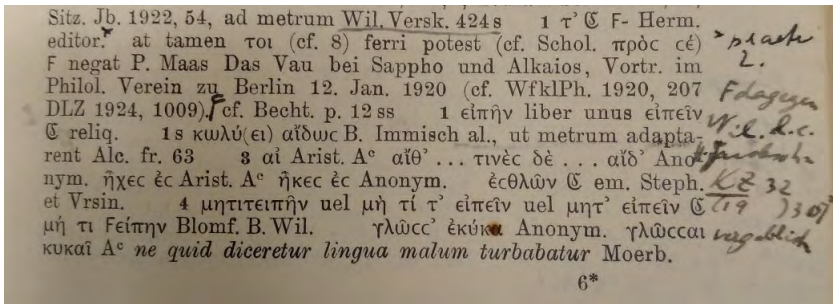 Sitz. Jb. 1922, 54, ad metrum Wil. Versk. 424 s 1 τ’ ℭ F- Herm.
editor. at tamen τοι (cf. 8) ferri potest (cf. Schol. πρὸς σέ)
F negat P. Maas Das Vau bei Sappho und Alkaios, Vortr. im
Philol. Verein zu Berlin 12. Jan. 1920 (cf. WfklPh. 1920, 207
DLZ 1924, 1009). cf. Becht. p. 12 ss 1 εἰπῆν liber unus εἰπεῖν
ℭ reliq. 1 s κωλύ(ει) αἴδωϲ B. Immisch al., ut metrum adapta-
rent Alc. fr. 63 3 αἰ Arist. Aᶜ αἴθ’ ... τινὲϲ δὲ ... αἴδ’ Ano-
nym. ἦχεϲ ἐϲ Arist. Aᶜ ἧκεϲ ἐϲ Anonym. ἐϲθλῶν ℭ em. Steph.
et Vrsin. 4 μητιτειπῆν uel μὴ τί τ’ εἰπεῖν uel μητ’ εἰπεῖν ℭ
μή τι Fείπην Blomf. B. Wil. γλῶϲϲ’ ἐκύκα Anonym. γλῶϲϲαι
κυκαῖ Aᶜ ne quid diceretur lingua malum turbabatur Moerb.
6*
2.
F dagegen
Wil. l. c.
KZ 32
vergeblich